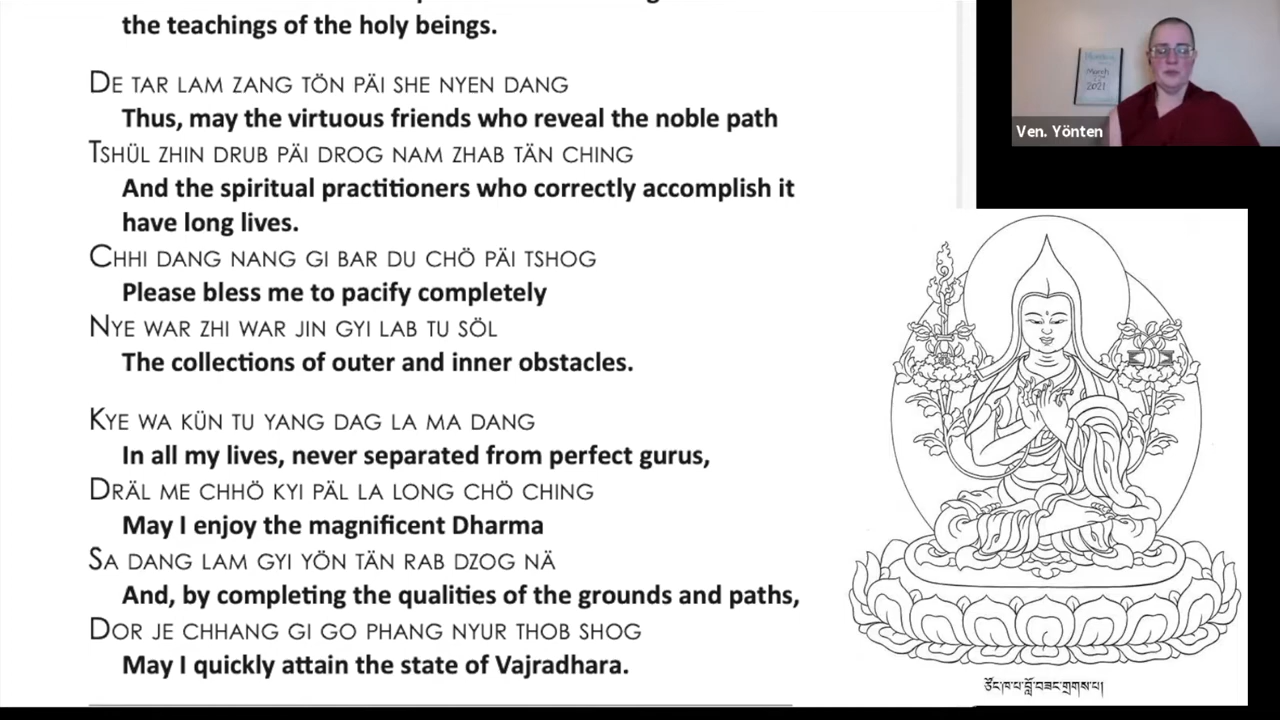 the teachings of the holy beings.
DE TAR LAM ZANG TÖN PÄI SHE NYEN DANG
Thus, may the virtuous friends who reveal the noble path
TSHÜL ZHIN DRUB PÄI DROG NAM ZHAB TÄN CHING
And the spiritual practitioners who correctly accomplish it
have long lives.
CHHI DANG NANG GI BAR DU CHÖ PÄI TSHOG
Please bless me to pacify completely
NYE WAR ZHI WAR JIN GYI LAB TU SÖL
The collections of outer and inner obstacles.
KYE WA KÜN TU YANG DAG LA MA DANG
In all my lives, never separated from perfect gurus,
DRÄL ME CHHÖ KYI PÄL LA LONG CHÖ CHING
May I enjoy the magnificent Dharma
SA DANG LAM GYI YÖN TÄN RAB DZOG NÄ
And, by completing the qualities of the grounds and paths,
DOR JE CHHANG GI GO PHANG NYUR THOB SHOG
May I quickly attain the state of Vajradhara.
March
2021
Ven. Yönten
ཙོང་ཁ་པ་བློ་བཟང་གྲགས་པ།